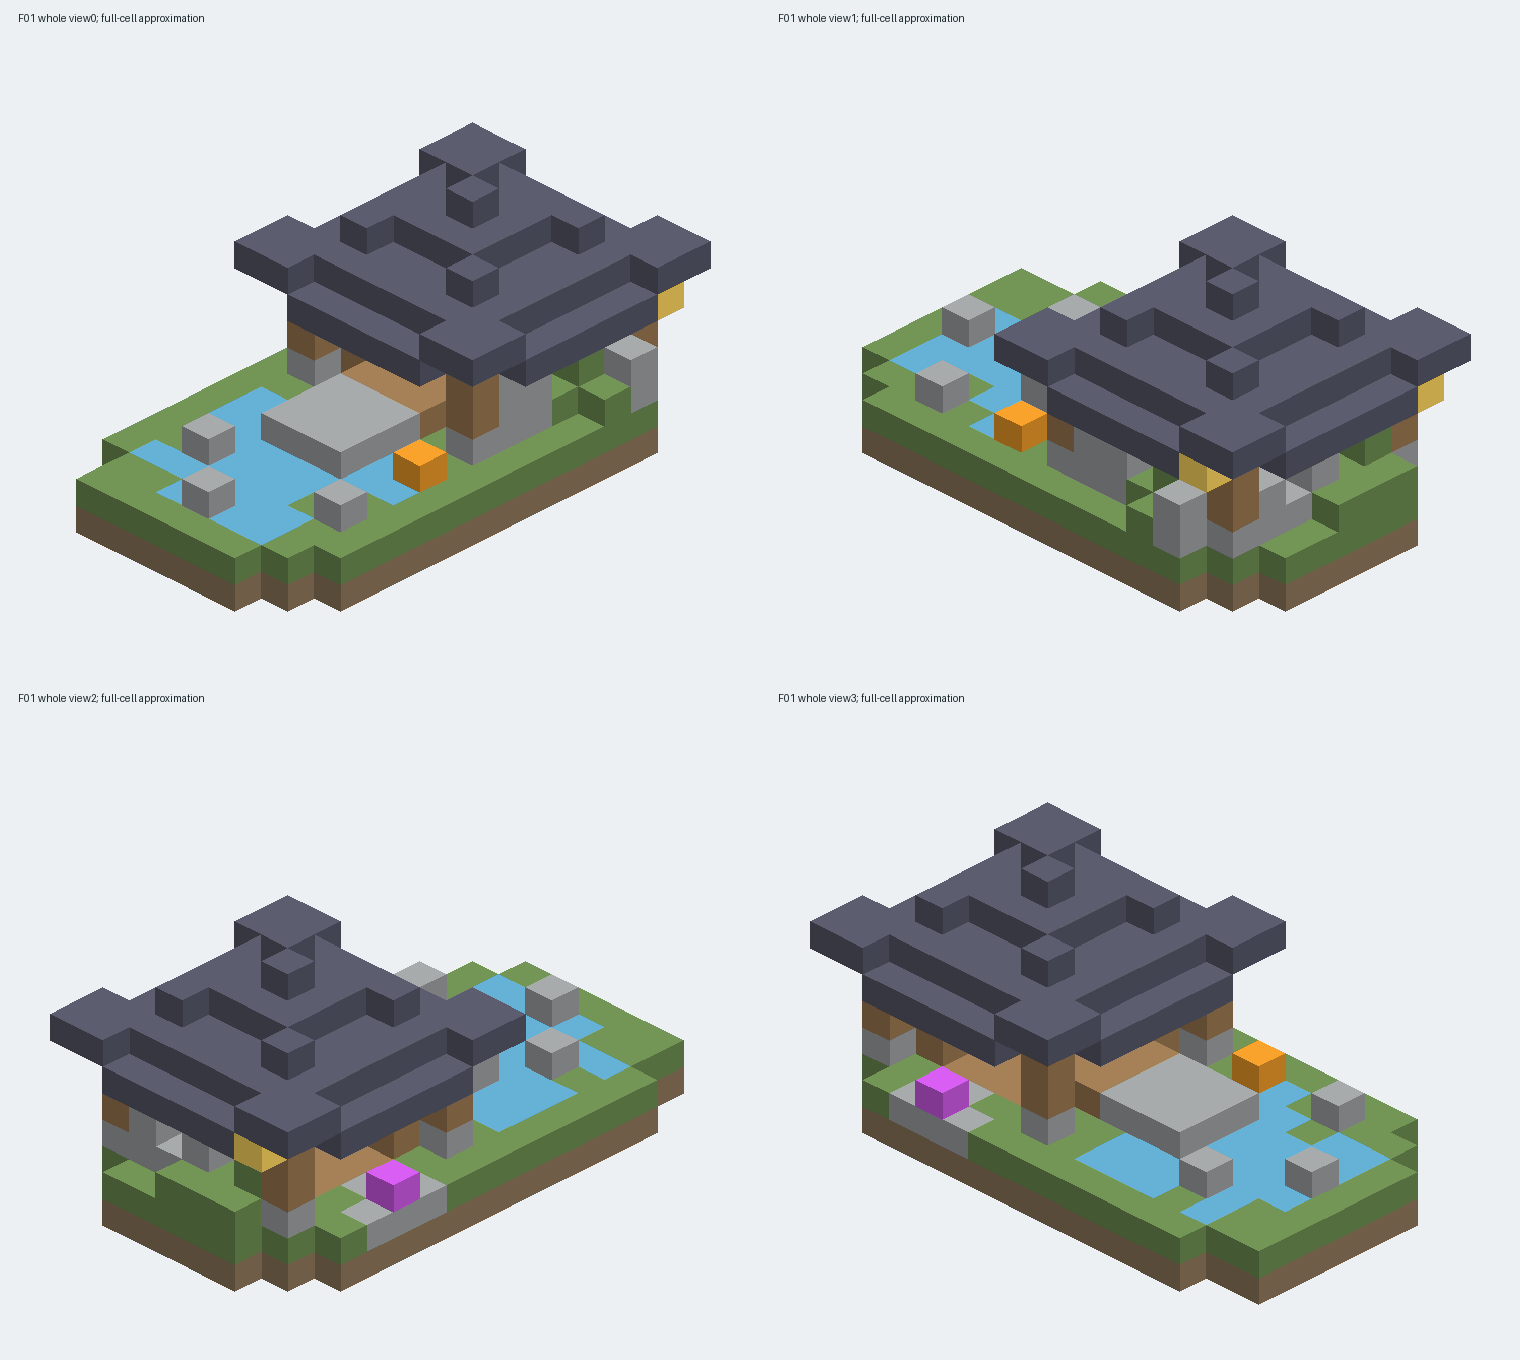 F01 whole view0; full-cell approximation
F01 whole view1; full-cell approximation
F01 whole view2; full-cell approximation
F01 whole view3; full-cell approximation